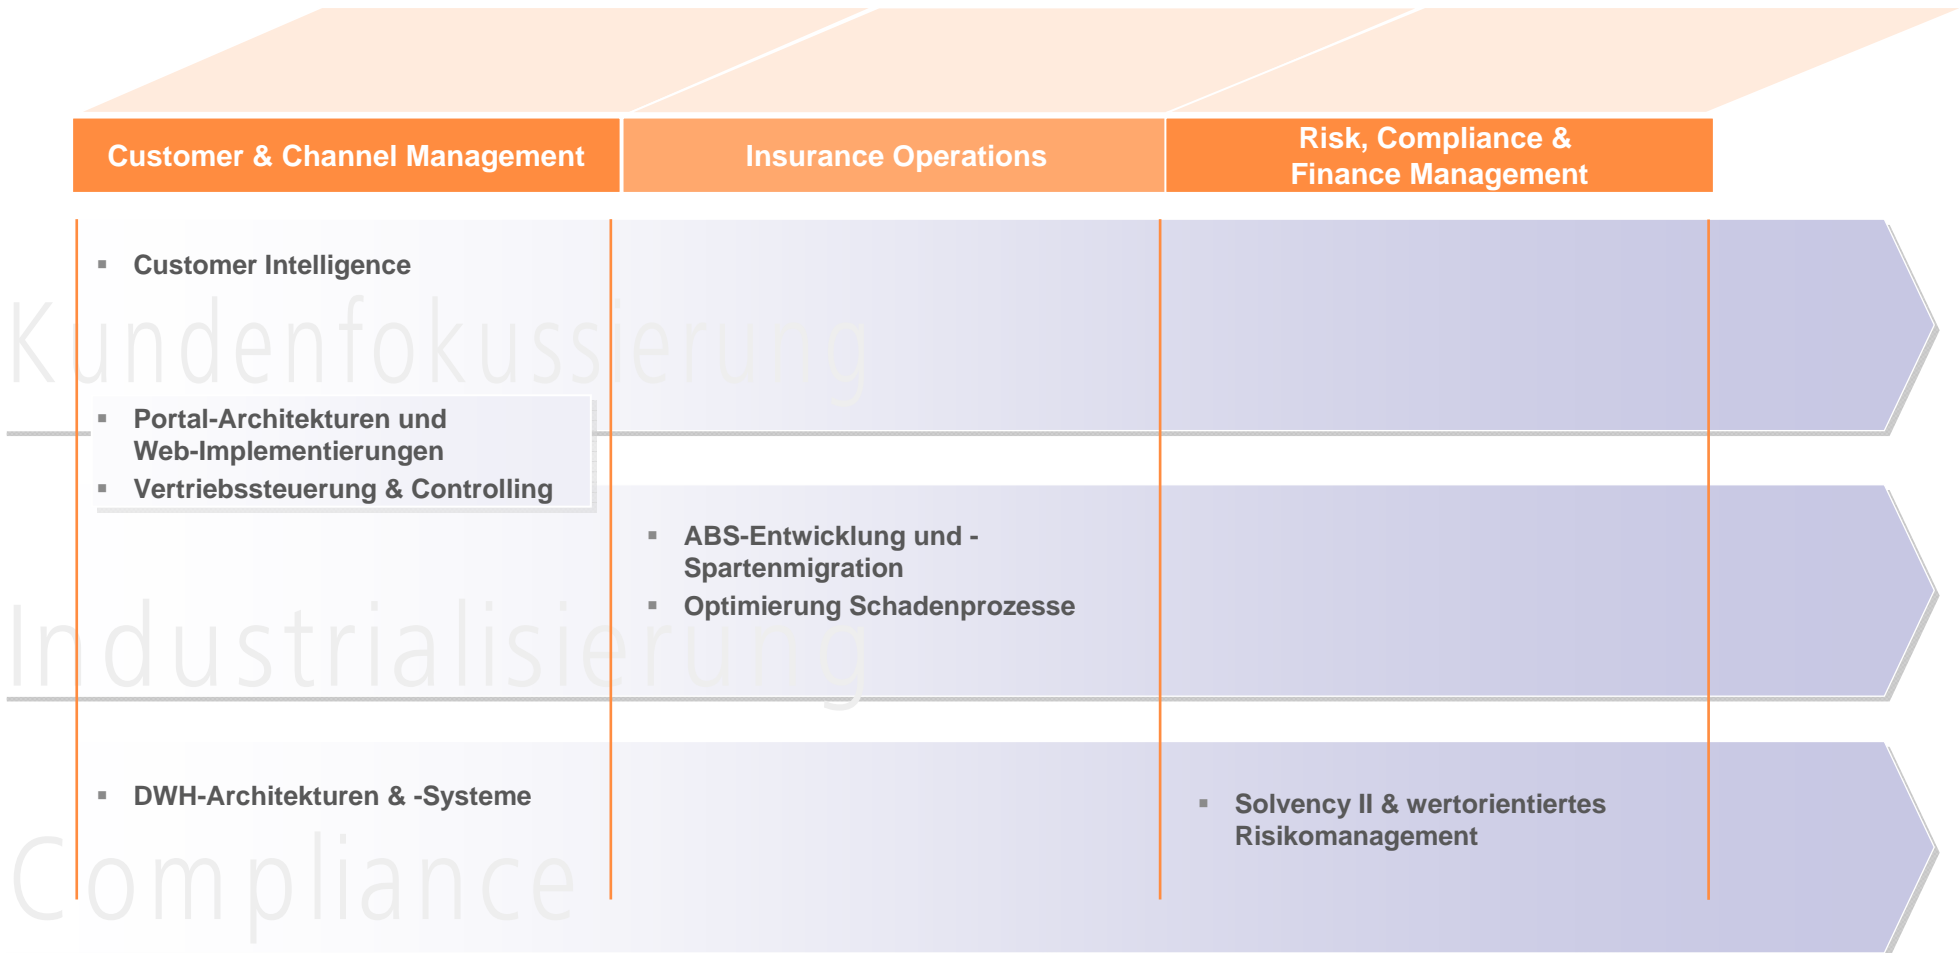 Customer & Channel Management
Insurance Operations
Risk, Compliance &
Finance Management
▪ Customer Intelligence
Kundenfokussierung
▪ Portal-Architekturen und
Web-Implementierungen
▪ Vertriebssteuerung & Controlling
▪ ABS-Entwicklung und -
Spartenmigration
▪ Optimierung Schadenprozesse
Industrialisierung
▪ DWH-Architekturen & -Systeme
▪ Solvency II & wertorientiertes
Risikomanagement
Compliance